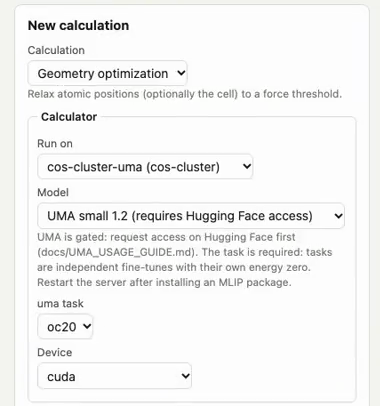 New calculation
Calculation
Geometry optimization
Relax atomic positions (optionally the cell) to a force threshold.
Calculator
Run on
cos-cluster-uma (cos-cluster)
Model
UMA small 1.2 (requires Hugging Face access)
UMA is gated: request access on Hugging Face first
(docs/UMA_USAGE_GUIDE.md). The task is required: tasks
are independent fine-tunes with their own energy zero.
Restart the server after installing an MLIP package.
uma task
oc20
Device
cuda